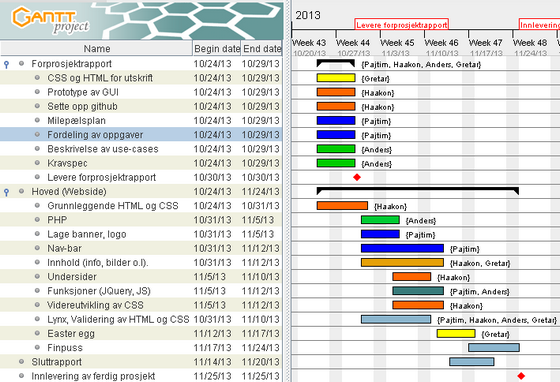 GANTT project
2013
Levere forprosjektrapport
Innlevering
Name Begin date End date
Week 43 Week 44 Week 45 Week 46 Week 47 Week 48
10/20/13 10/27/13 11/3/13 11/10/13 11/17/13 11/24/13
Forprosjektrapport 10/24/13 10/29/13 {Pajtim, Haakon, Anders, Gretar}
CSS og HTML for utskrift 10/24/13 10/29/13 {Gretar}
Prototype av GUI 10/24/13 10/29/13 {Haakon}
Sette opp github 10/24/13 10/29/13 {Haakon}
Milepælsplan 10/24/13 10/29/13 {Pajtim}
Fordeling av oppgaver 10/24/13 10/29/13 {Pajtim}
Beskrivelse av use-cases 10/24/13 10/29/13 {Anders}
Kravspec 10/24/13 10/29/13 {Anders}
Levere forprosjektrapport 10/30/13 10/30/13
Hoved (Webside) 10/24/13 11/24/13
Grunnleggende HTML og CSS 10/24/13 10/31/13 {Haakon}
PHP 10/31/13 11/5/13 {Anders}
Lage banner, logo 10/31/13 11/5/13 {Pajtim}
Nav-bar 10/31/13 11/12/13 {Pajtim}
Innhold (info, bilder o.l.) 10/31/13 11/12/13 {Haakon, Gretar}
Undersider 11/5/13 11/10/13 {Haakon}
Funksjoner (JQuery, JS) 11/5/13 11/12/13 {Pajtim, Anders}
Videreutvikling av CSS 11/5/13 11/12/13 {Haakon}
Lynx, Validering av HTML og CSS 10/31/13 11/10/13 {Pajtim, Haakon, Anders, Gretar}
Easter egg 11/12/13 11/17/13 {Gretar}
Finpuss 11/17/13 11/24/13
Sluttrapport 11/14/13 11/20/13
Innlevering av ferdig prosjekt 11/25/13 11/25/13